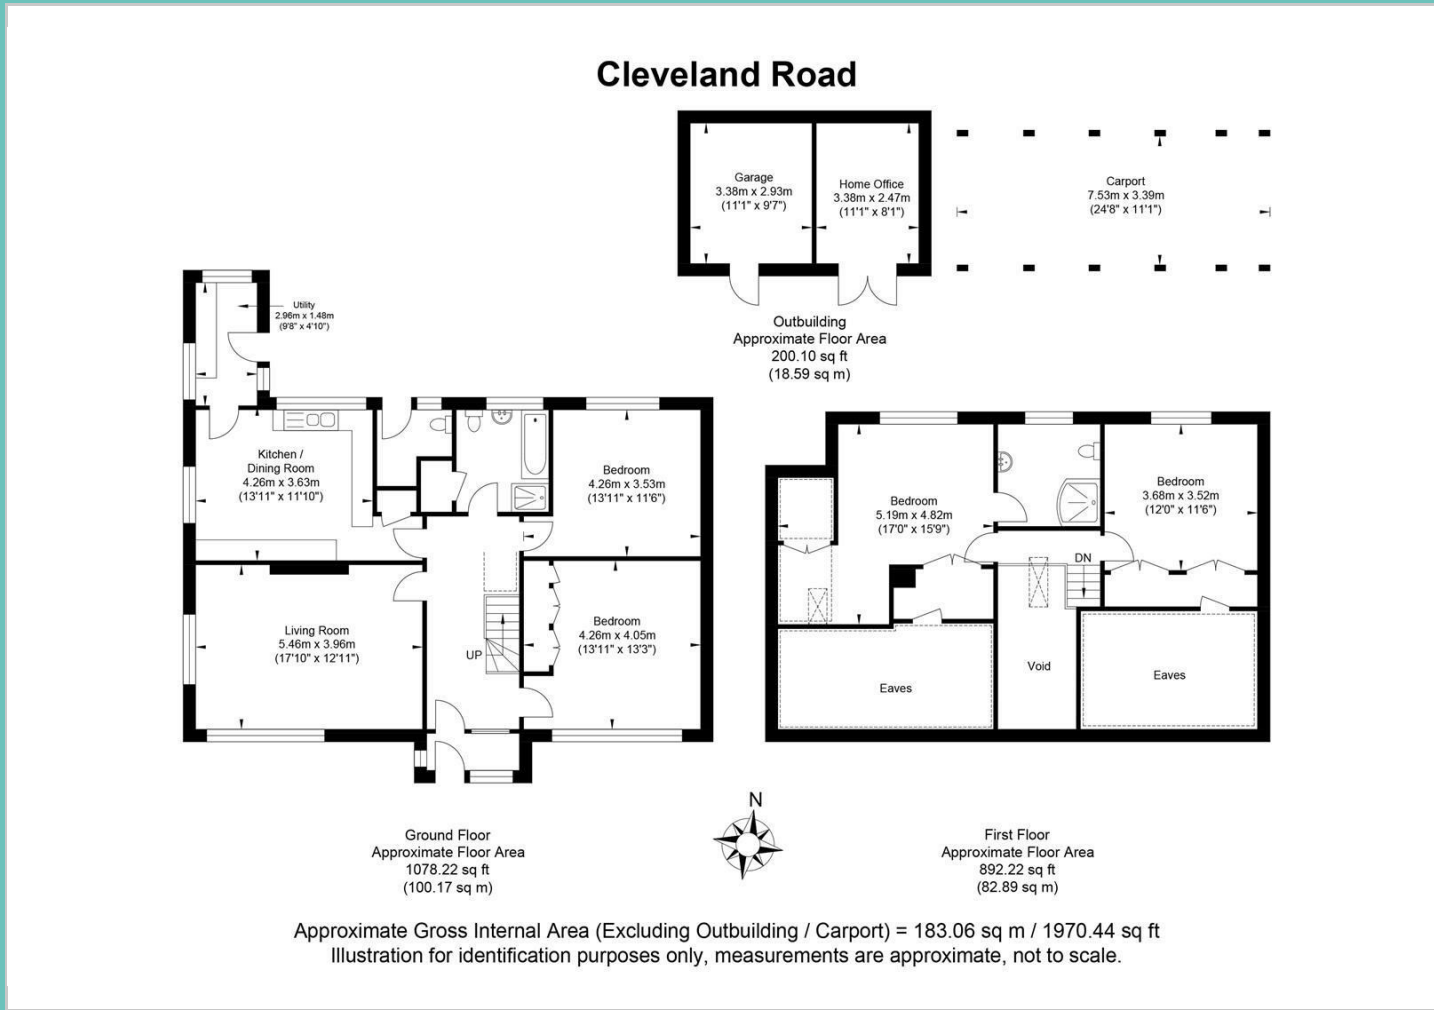 Cleveland Road
Garage
3.38m x 2.93m
(11'1" x 9'7")
Home Office
3.38m x 2.47m
(11'1" x 8'1")
Carport
7.53m x 3.39m
(24'8" x 11'1")
Outbuilding
Approximate Floor Area
200.10 sq ft
(18.59 sq m)
Utility
2.96m x 1.48m
(9'8" x 4'10")
Kitchen /
Dining Room
4.26m x 3.63m
(13'11" x 11'10")
Bedroom
4.26m x 3.53m
(13'11" x 11'6")
Living Room
5.46m x 3.96m
(17'10" x 12'11")
UP
Bedroom
4.26m x 4.05m
(13'11" x 13'3")
Bedroom
5.19m x 4.82m
(17'0" x 15'9")
Bedroom
3.68m x 3.52m
(12'0" x 11'6")
DN
Eaves
Void
Eaves
N
Ground Floor
Approximate Floor Area
1078.22 sq ft
(100.17 sq m)
First Floor
Approximate Floor Area
892.22 sq ft
(82.89 sq m)
Approximate Gross Internal Area (Excluding Outbuilding / Carport) = 183.06 sq m / 1970.44 sq ft
Illustration for identification purposes only, measurements are approximate, not to scale.